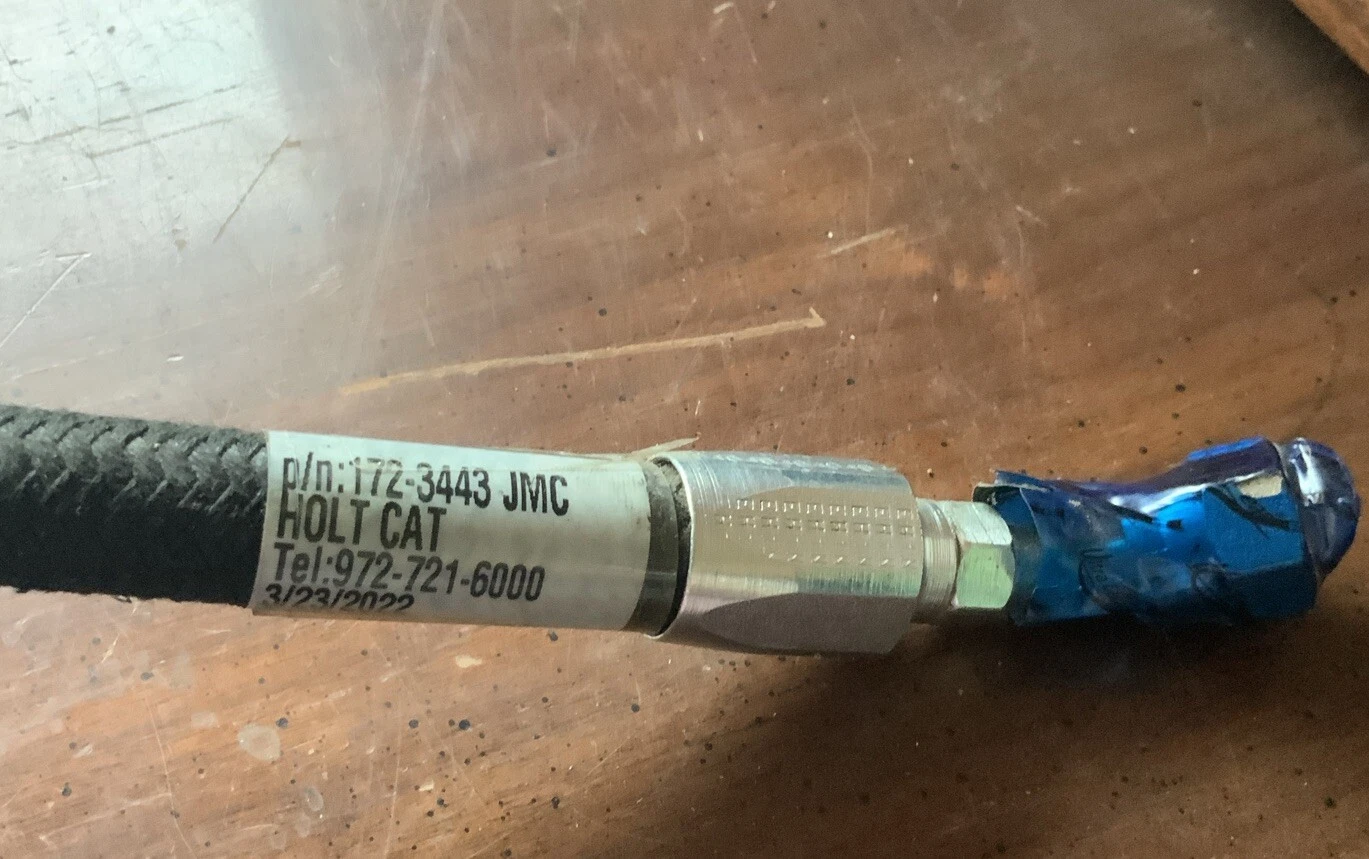 p/n:172-3443 JMC
HOLT CAT
Tel:972-721-6000
3/23/2022